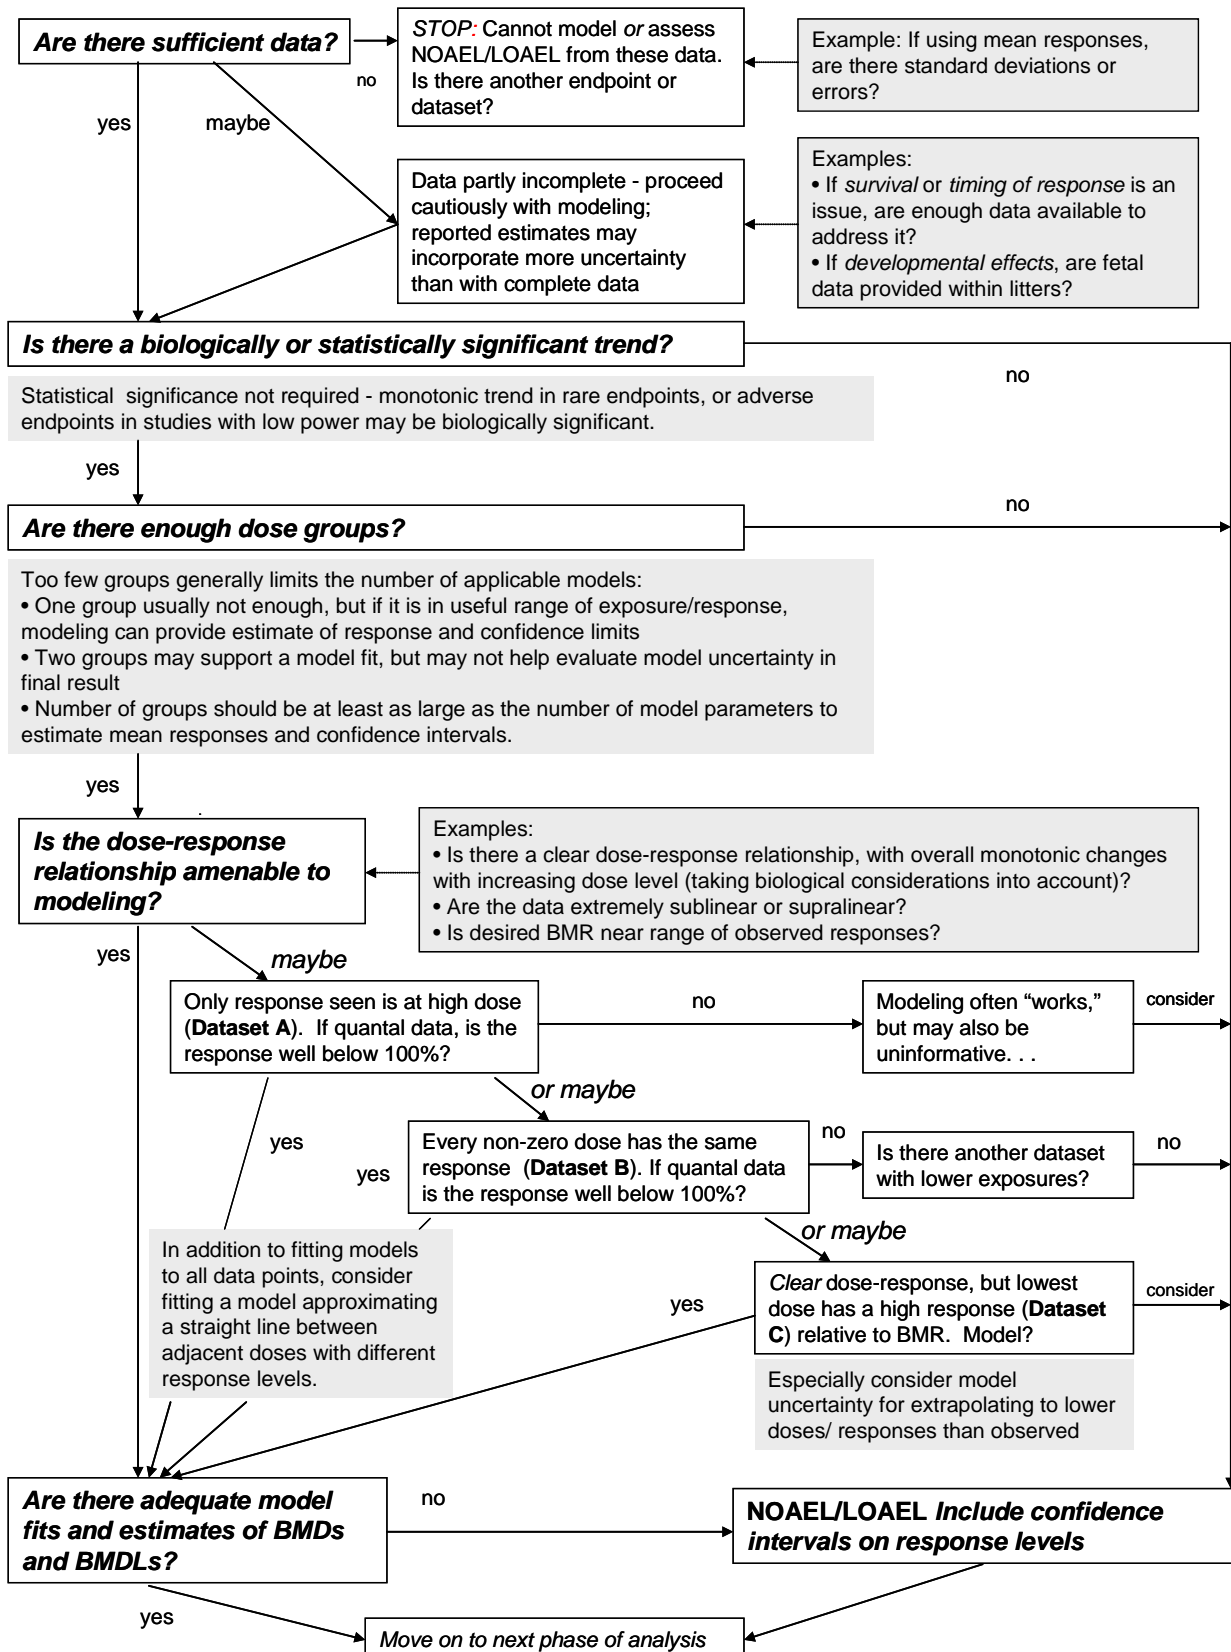 Are there sufficient data?
no
STOP: Cannot model or assess
NOAEL/LOAEL from these data.
Is there another endpoint or
dataset?
Example: If using mean responses,
are there standard deviations or
errors?
yes
maybe
Data partly incomplete - proceed
cautiously with modeling;
reported estimates may
incorporate more uncertainty
than with complete data
Examples:
• If survival or timing of response is an
issue, are enough data available to
address it?
• If developmental effects, are fetal
data provided within litters?
Is there a biologically or statistically significant trend?
no
Statistical significance not required - monotonic trend in rare endpoints, or adverse
endpoints in studies with low power may be biologically significant.
yes
Are there enough dose groups?
no
Too few groups generally limits the number of applicable models:
• One group usually not enough, but if it is in useful range of exposure/response,
modeling can provide estimate of response and confidence limits
• Two groups may support a model fit, but may not help evaluate model uncertainty in
final result
• Number of groups should be at least as large as the number of model parameters to
estimate mean responses and confidence intervals.
yes
Is the dose-response
relationship amenable to
modeling?
Examples:
• Is there a clear dose-response relationship, with overall monotonic changes
with increasing dose level (taking biological considerations into account)?
• Are the data extremely sublinear or supralinear?
• Is desired BMR near range of observed responses?
yes
maybe
Only response seen is at high dose
(Dataset A). If quantal data, is the
response well below 100%?
no
Modeling often “works,”
but may also be
uninformative. . .
consider
or maybe
yes
Every non-zero dose has the same
response (Dataset B). If quantal data
is the response well below 100%?
no
Is there another dataset
with lower exposures?
no
yes
or maybe
In addition to fitting models
to all data points, consider
fitting a model approximating
a straight line between
adjacent doses with different
response levels.
yes
Clear dose-response, but lowest
dose has a high response (Dataset
C) relative to BMR. Model?
consider
Especially consider model
uncertainty for extrapolating to lower
doses/ responses than observed
Are there adequate model
fits and estimates of BMDs
and BMDLs?
no
NOAEL/LOAEL Include confidence
intervals on response levels
yes
Move on to next phase of analysis